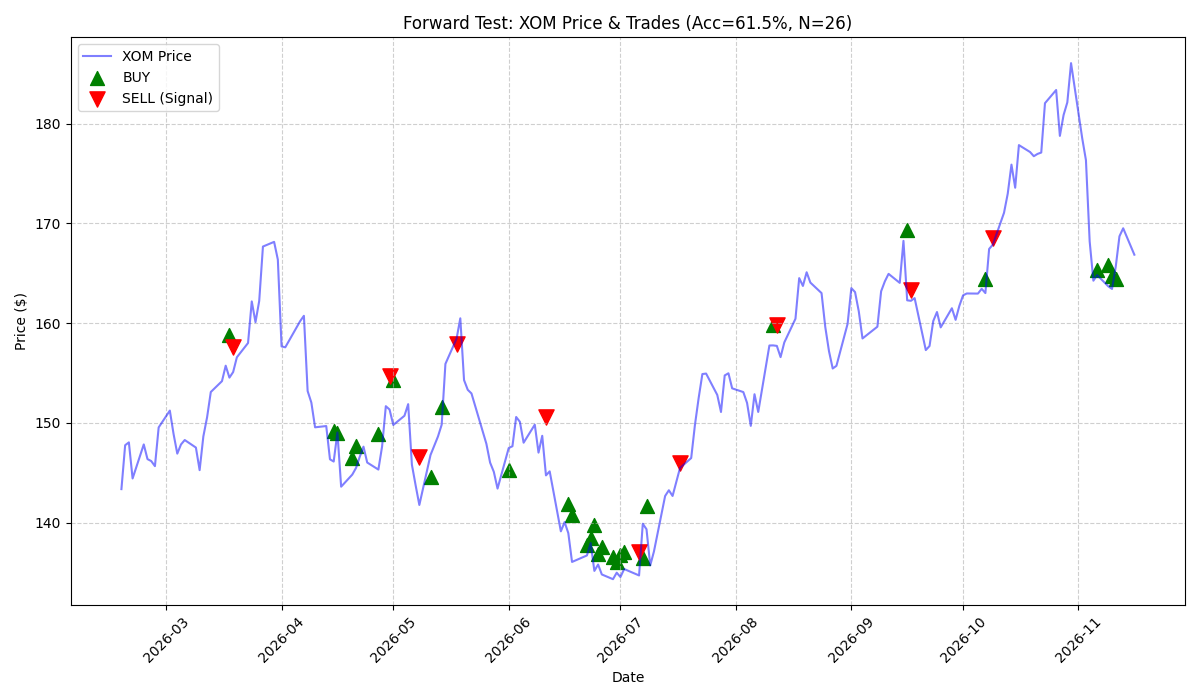 Forward Test: XOM Price & Trades (Acc=61.5%, N=26)
XOM Price
BUY
SELL (Signal)
Price ($)
180
170
160
150
140
2026-03
2026-04
2026-05
2026-06
2026-07
2026-08
2026-09
2026-10
2026-11
Date